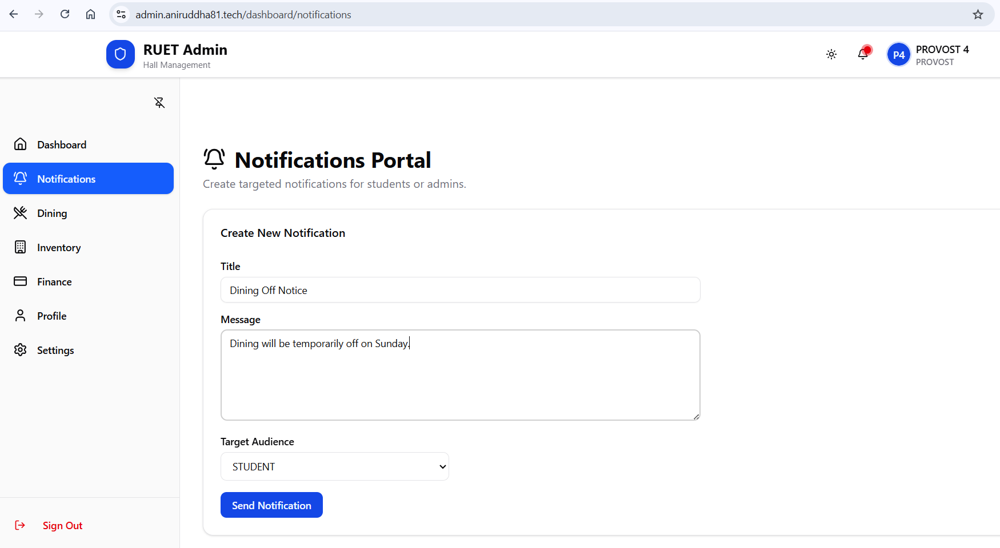 admin.aniruddha81.tech/dashboard/notifications
RUET Admin
Hall Management
P4
PROVOST 4
PROVOST
Dashboard
Notifications
Dining
Inventory
Finance
Profile
Settings
Sign Out
Notifications Portal
Create targeted notifications for students or admins.
Create New Notification
Title
Dining Off Notice
Message
Dining will be temporarily off on Sunday.
Target Audience
STUDENT
Send Notification